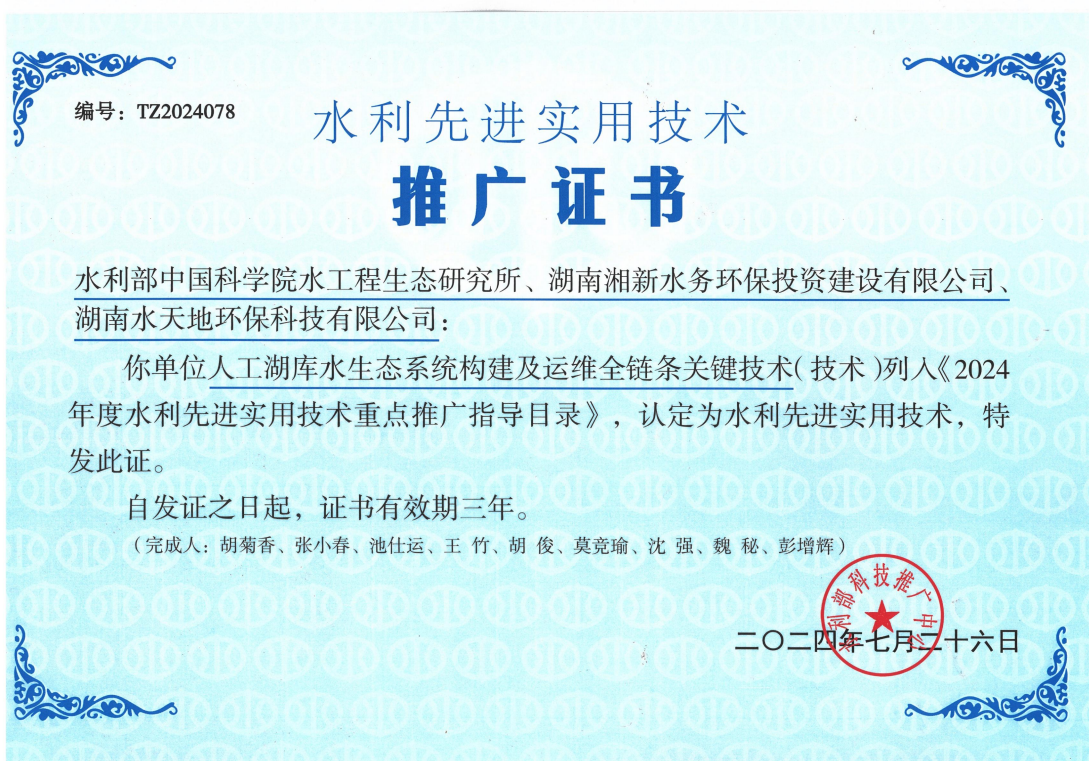 编号：TZ2024078
水利先进实用技术
推广证书
水利部中国科学院水工程生态研究所、湖南湘新水务环保投资建设有限公司、
湖南水天地环保科技有限公司：
你单位人工湖库水生态系统构建及运维全链条关键技术(技术)列入《2024
年度水利先进实用技术重点推广指导目录》，认定为水利先进实用技术，特
发此证。
自发证之日起，证书有效期三年。
（完成人：胡菊香、张小春、池仕运、王 竹、胡 俊、莫竞瑜、沈 强、魏 秘、彭增辉）
水利部科技推广中心
二〇二四年七月二十六日